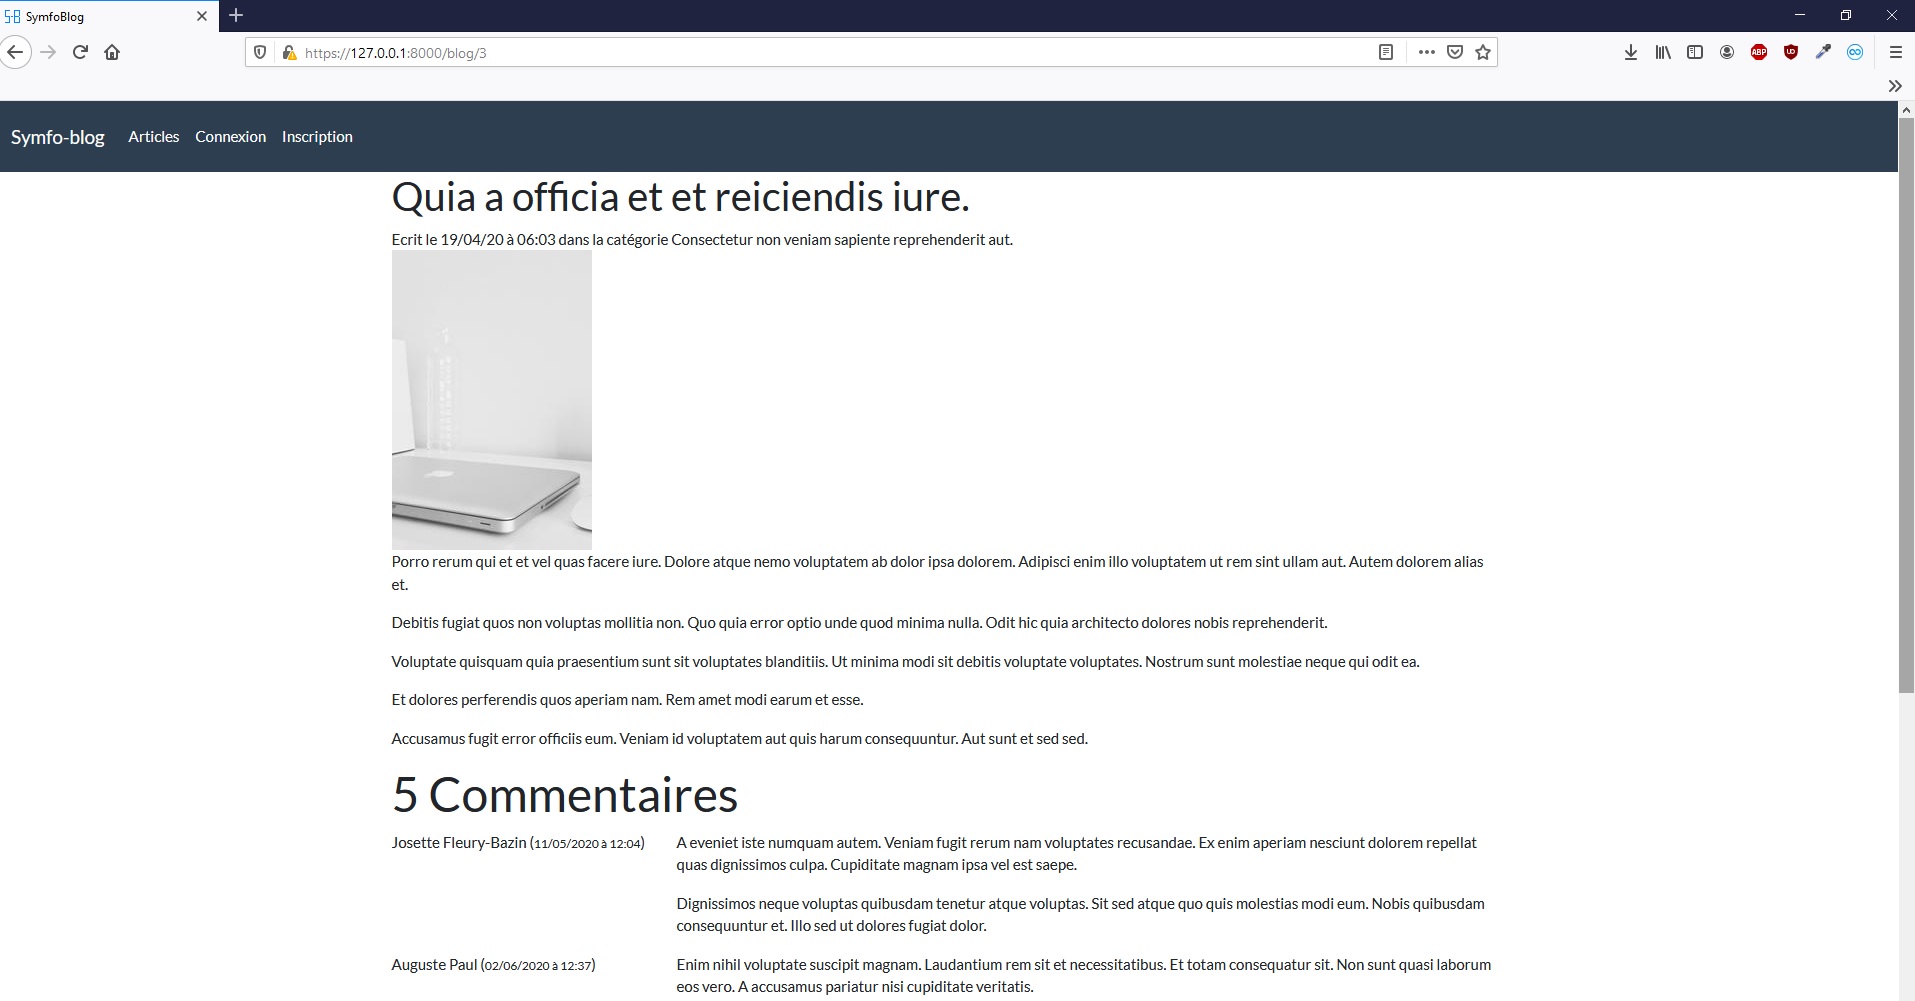 SymfoBlog
https://127.0.0.1:8000/blog/3
ABP
Symfo-blog Articles Connexion Inscription
Quia a officia et et reiciendis iure.
Ecrit le 19/04/20 à 06:03 dans la catégorie Consectetur non veniam sapiente reprehenderit aut.
Porro rerum qui et et vel quas facere iure. Dolore atque nemo voluptatem ab dolor ipsa dolorem. Adipisci enim illo voluptatem ut rem sint ullam aut. Autem dolorem alias
et.
Debitis fugiat quos non voluptas mollitia non. Quo quia error optio unde quod minima nulla. Odit hic quia architecto dolores nobis reprehenderit.
Voluptate quisquam quia praesentium sunt sit voluptates blanditiis. Ut minima modi sit debitis voluptate voluptates. Nostrum sunt molestiae neque qui odit ea.
Et dolores perferendis quos aperiam nam. Rem amet modi earum et esse.
Accusamus fugit error officiis eum. Veniam id voluptatem aut quis harum consequuntur. Aut sunt et sed sed.
5 Commentaires
Josette Fleury-Bazin (11/05/2020 à 12:04)
A eveniet iste numquam autem. Veniam fugit rerum nam voluptates recusandae. Ex enim aperiam nesciunt dolorem repellat
quas dignissimos culpa. Cupiditate magnam ipsa vel est saepe.
Dignissimos neque voluptas quibusdam tenetur atque voluptas. Sit sed atque quo quis molestias modi eum. Nobis quibusdam
consequuntur et. Illo sed ut dolores fugiat dolor.
Auguste Paul (02/06/2020 à 12:37)
Enim nihil voluptate suscipit magnam. Laudantium rem sit et necessitatibus. Et totam consequatur sit. Non sunt quasi laborum
eos vero. A accusamus pariatur nisi cupiditate veritatis.